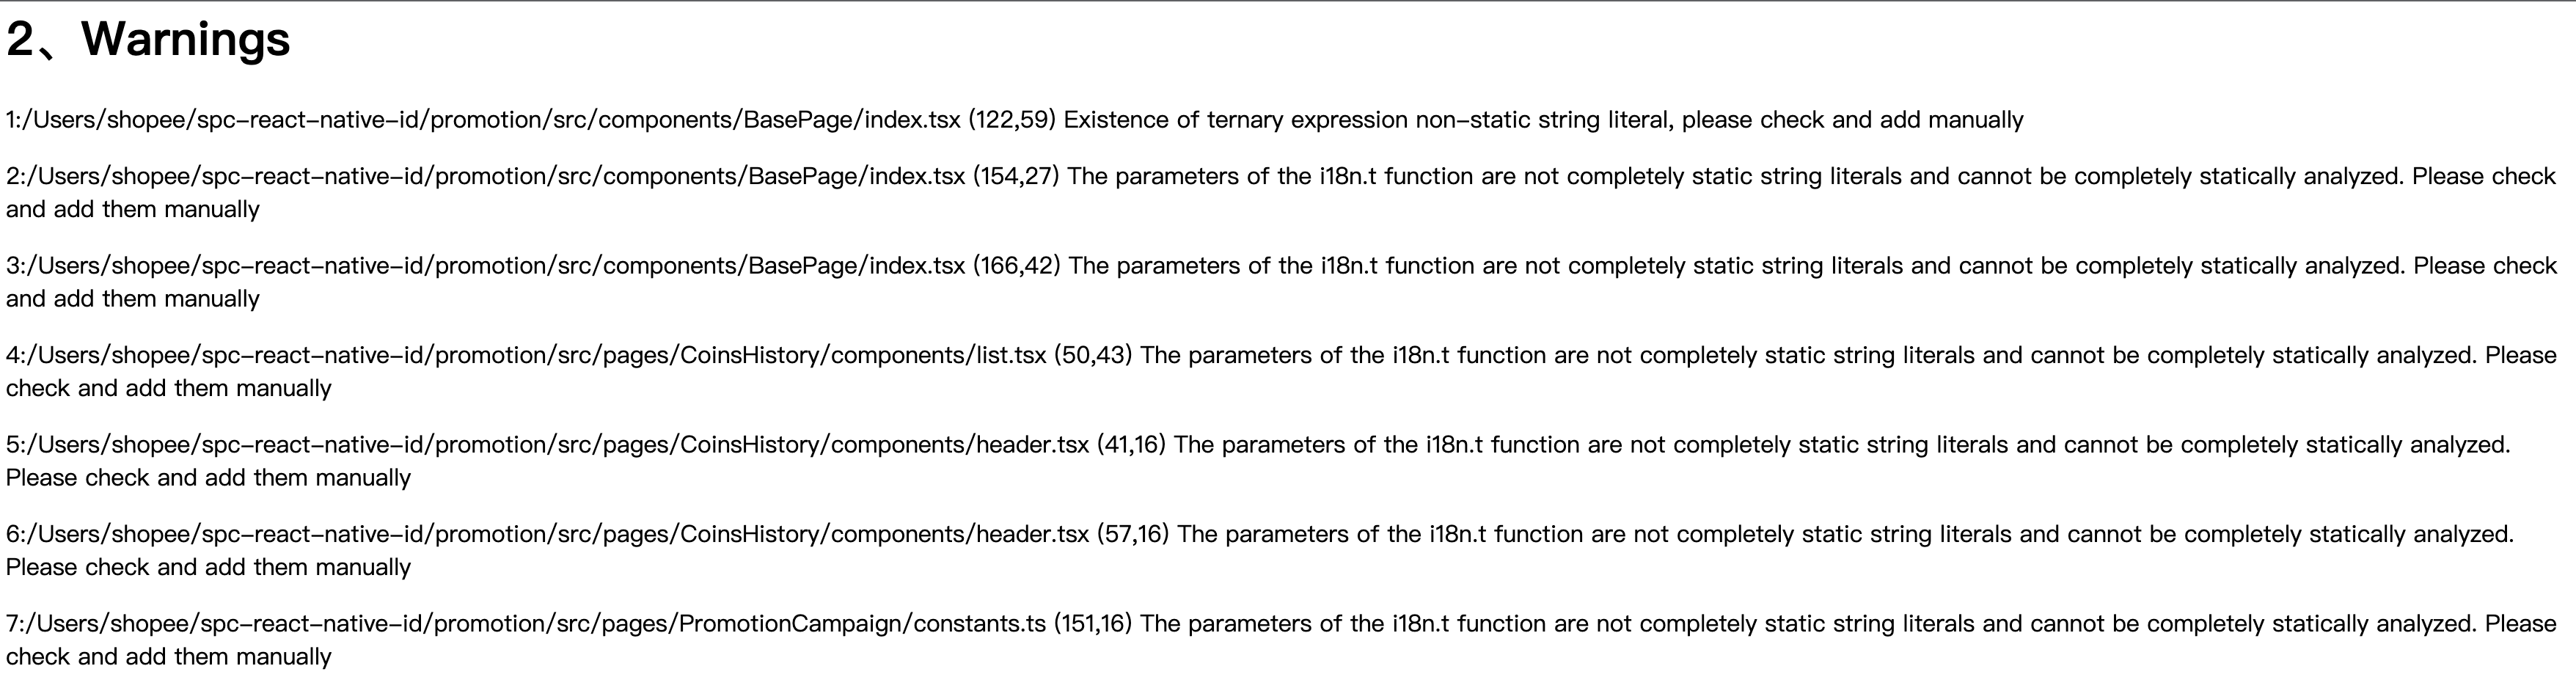 2、Warnings
1:/Users/shopee/spc-react-native-id/promotion/src/components/BasePage/index.tsx (122,59) Existence of ternary expression non-static string literal, please check and add manually
2:/Users/shopee/spc-react-native-id/promotion/src/components/BasePage/index.tsx (154,27) The parameters of the i18n.t function are not completely static string literals and cannot be completely statically analyzed. Please check
and add them manually
3:/Users/shopee/spc-react-native-id/promotion/src/components/BasePage/index.tsx (166,42) The parameters of the i18n.t function are not completely static string literals and cannot be completely statically analyzed. Please check
and add them manually
4:/Users/shopee/spc-react-native-id/promotion/src/pages/CoinsHistory/components/list.tsx (50,43) The parameters of the i18n.t function are not completely static string literals and cannot be completely statically analyzed. Please
check and add them manually
5:/Users/shopee/spc-react-native-id/promotion/src/pages/CoinsHistory/components/header.tsx (41,16) The parameters of the i18n.t function are not completely static string literals and cannot be completely statically analyzed.
Please check and add them manually
6:/Users/shopee/spc-react-native-id/promotion/src/pages/CoinsHistory/components/header.tsx (57,16) The parameters of the i18n.t function are not completely static string literals and cannot be completely statically analyzed.
Please check and add them manually
7:/Users/shopee/spc-react-native-id/promotion/src/pages/PromotionCampaign/constants.ts (151,16) The parameters of the i18n.t function are not completely static string literals and cannot be completely statically analyzed. Please
check and add them manually